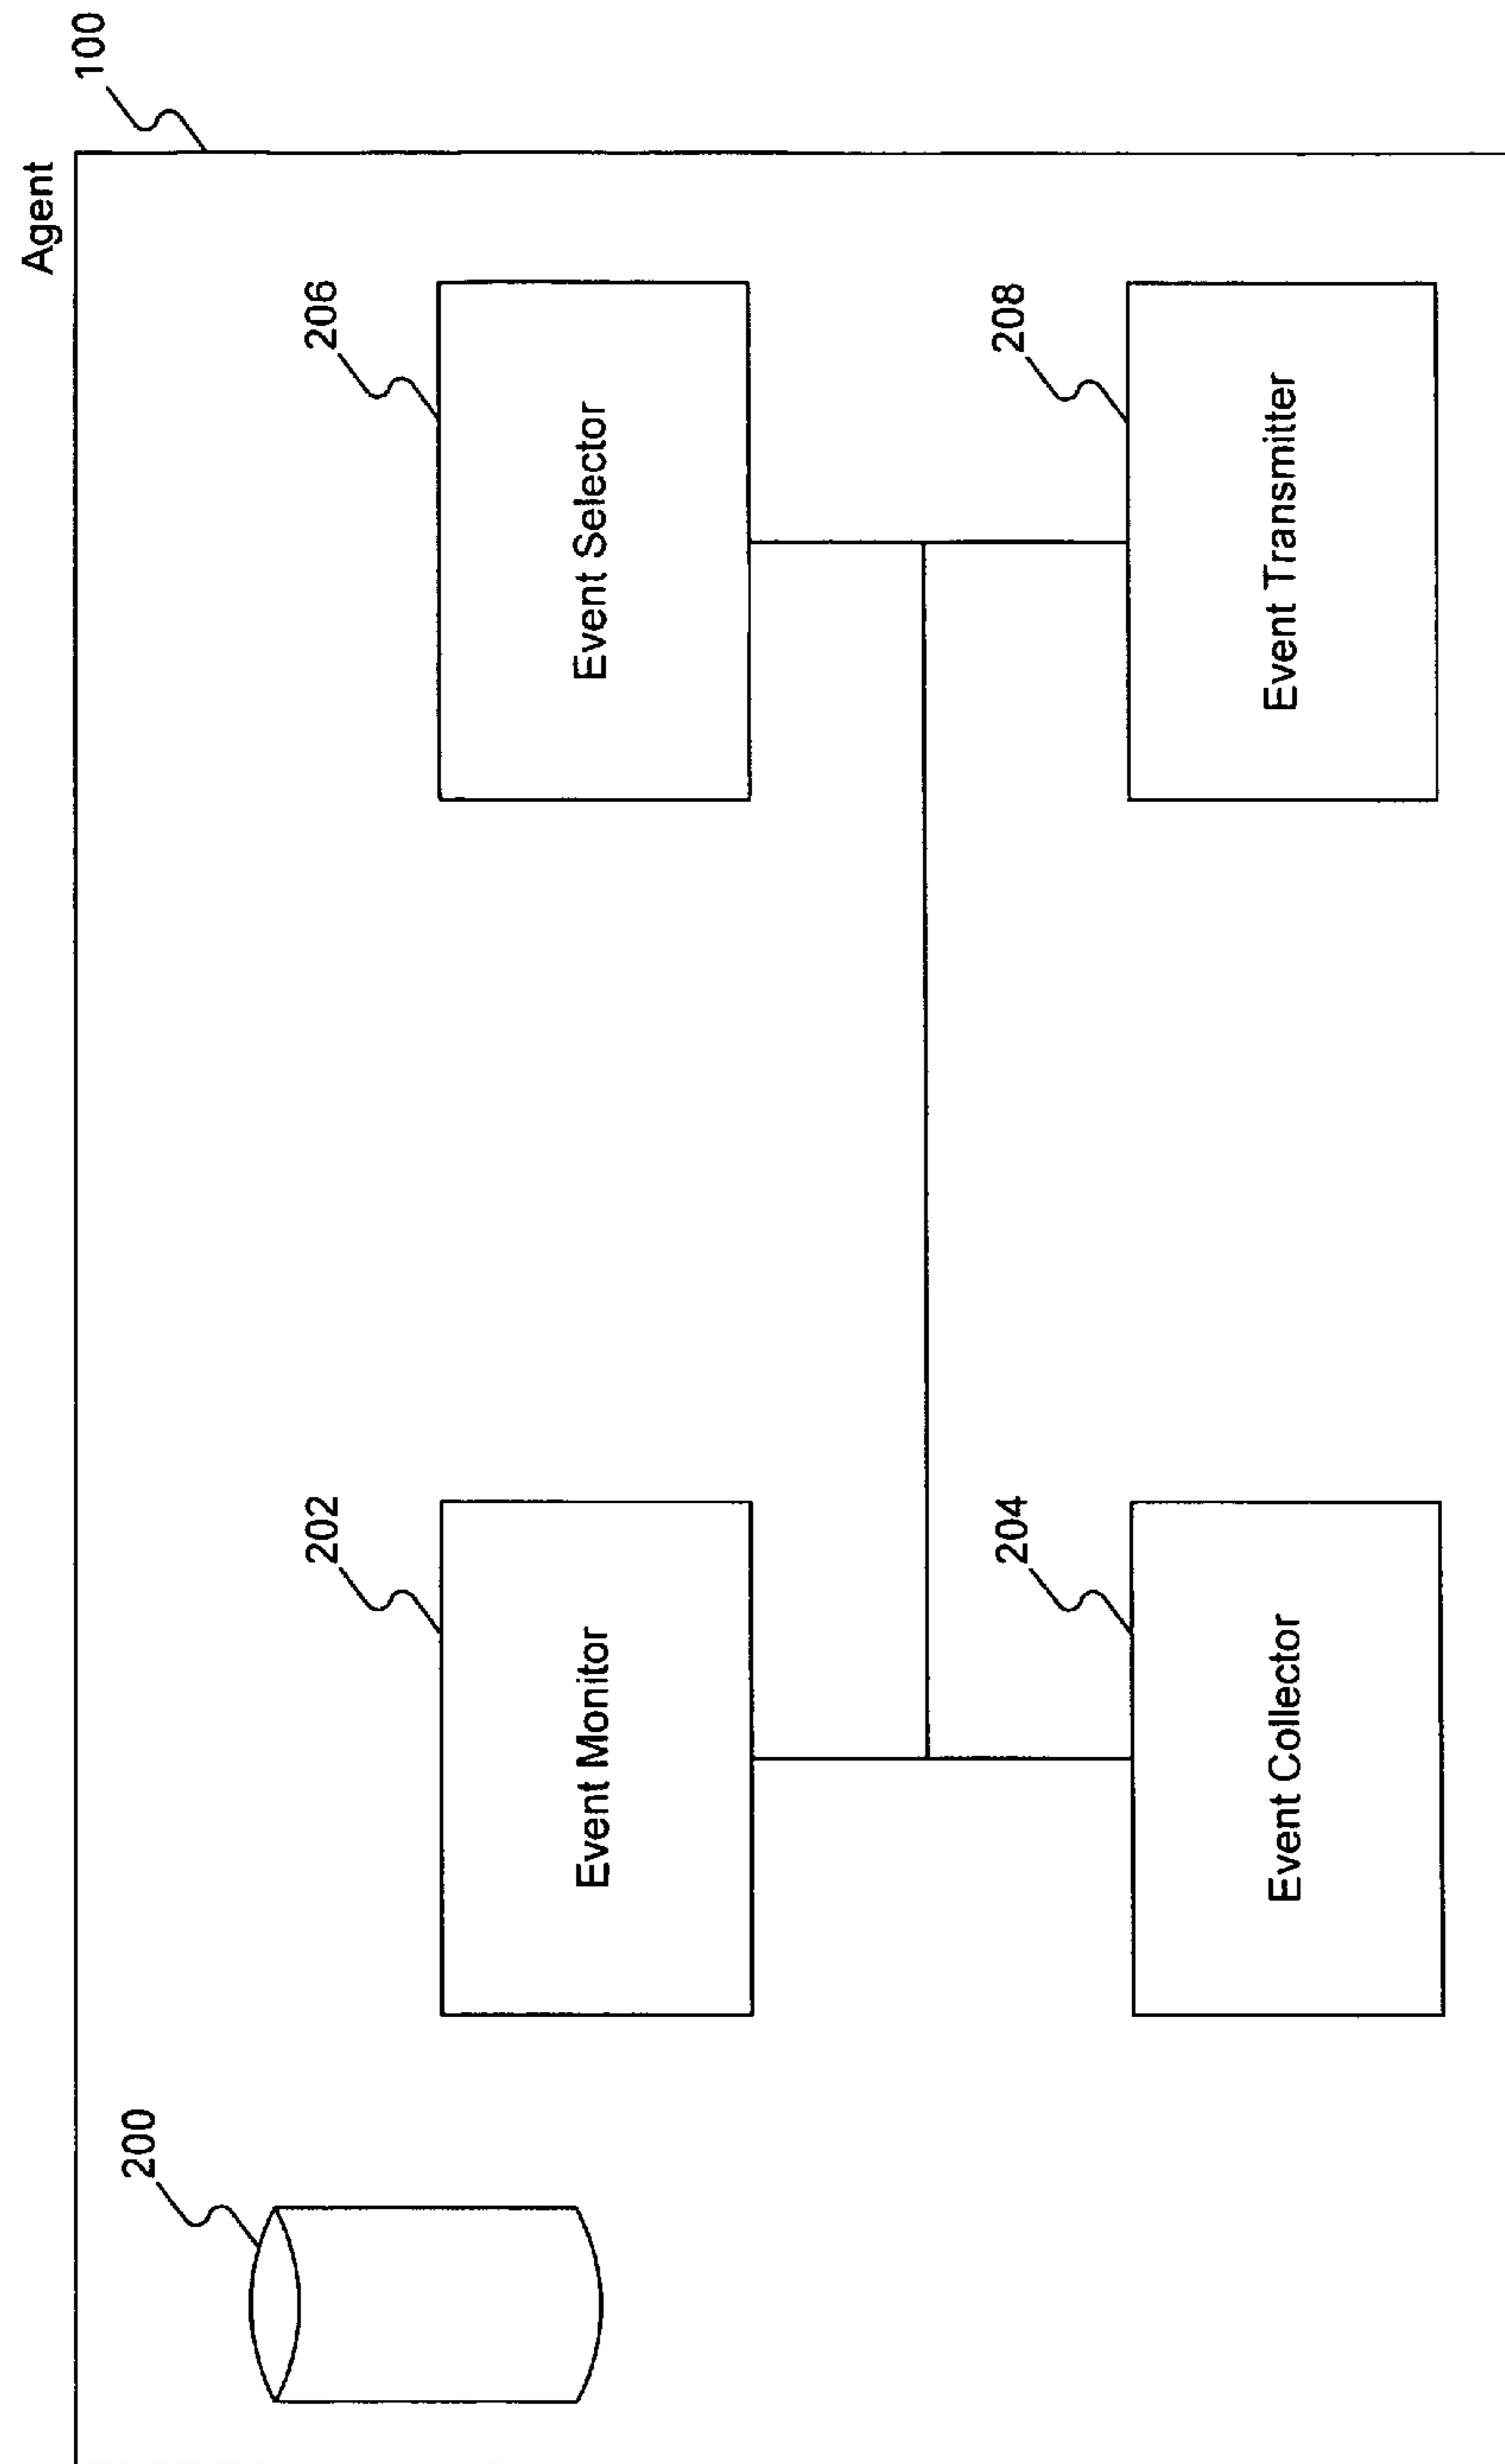 Agent
100
200
202
Event Monitor
206
Event Selector
204
Event Collector
208
Event Transmitter